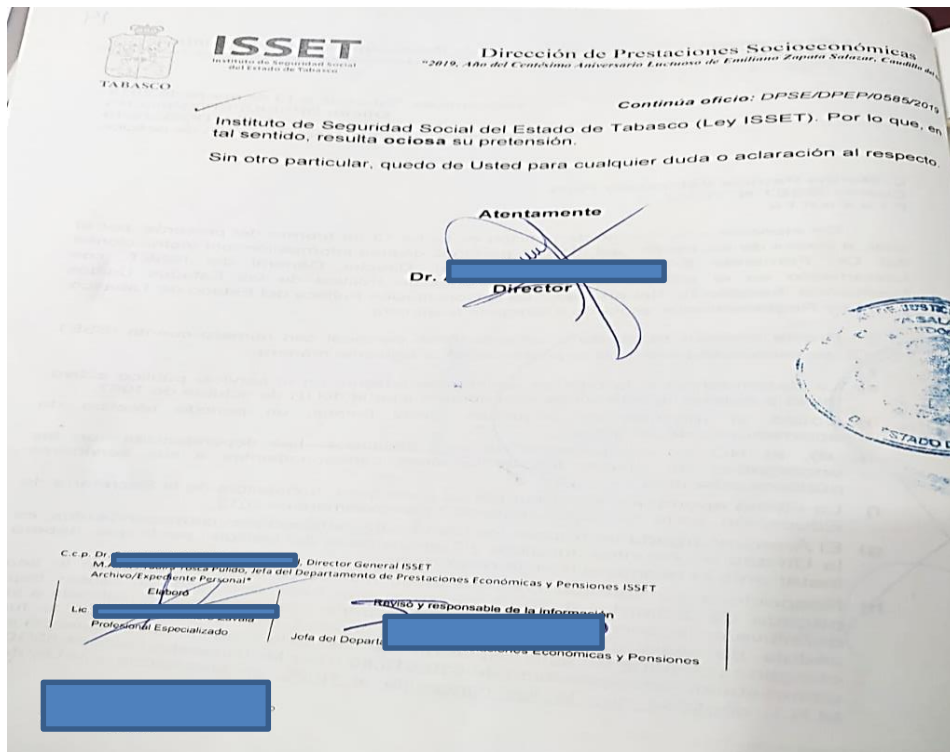 ISSET
Instituto de Seguridad Social
del Estado de Tabasco
TABASCO
Dirección de Prestaciones Socioeconómicas
"2019, Año del Centésimo Aniversario Luctuoso de Emiliano Zapata Salazar, Caudillo del
Continúa oficio: DPSE/DPEP/0585/2019
Instituto de Seguridad Social del Estado de Tabasco (Ley ISSET). Por lo que, en
tal sentido, resulta ociosa su pretensión.
Sin otro particular, quedo de Usted para cualquier duda o aclaración al respecto.
Atentamente
Dr.
Director
ESTADO D
C.c.p. Dr. , Director General ISSET
M. Pulido, Jefa del Departamento de Prestaciones Económicas y Pensiones ISSET
Archivo/Expediente Personal*
Elaboró
Lic
Profesional Especializado
Revisó y responsable de la información
Jefa del Departa Económicas y Pensiones